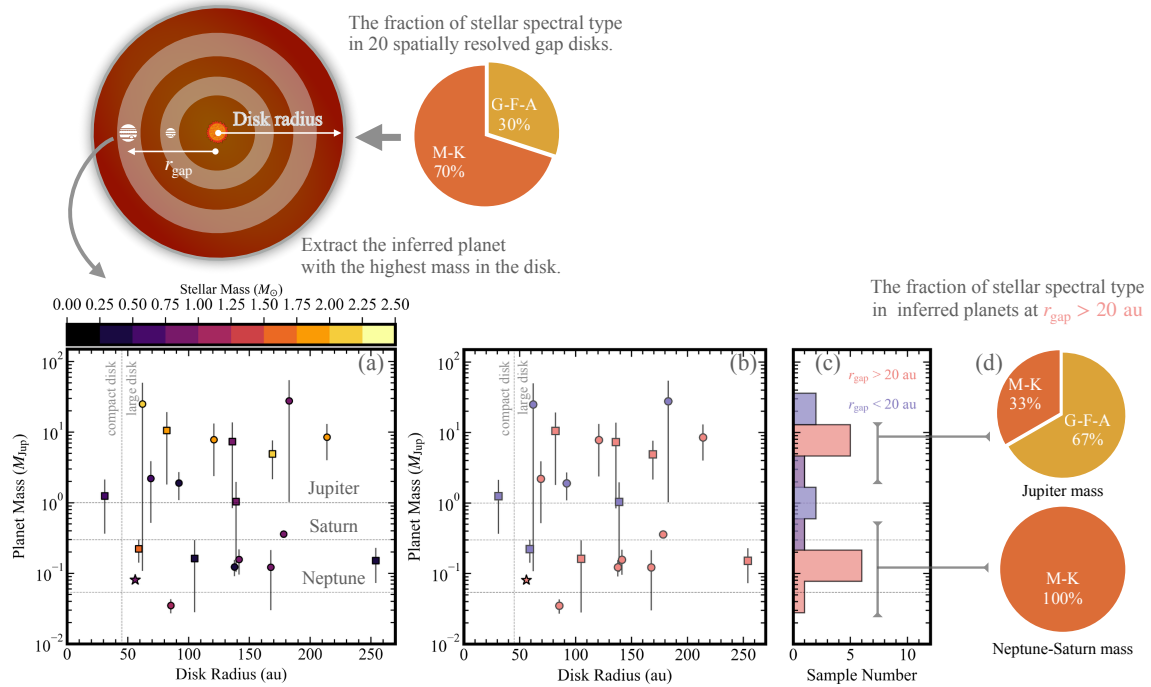 The fraction of stellar spectral type
in 20 spatially resolved gap disks.
G-F-A
30%
M-K
70%
Disk radius
r_gap
Extract the inferred planet
with the highest mass in the disk.
Stellar Mass (M_⊙)
0.00 0.25 0.50 0.75 1.00 1.25 1.50 1.75 2.00 2.25 2.50
(a)
compact disk
large disk
Jupiter
Saturn
Neptune
Planet Mass (M_Jup)
10^2
10^1
10^0
10^−1
10^−2
0 50 100 150 200 250
Disk Radius (au)
(b)
compact disk
large disk
Planet Mass (M_Jup)
10^2
10^1
10^0
10^−1
10^−2
0 50 100 150 200 250
Disk Radius (au)
(c)
r_gap > 20 au
r_gap < 20 au
0 5 10
Sample Number
The fraction of stellar spectral type
in inferred planets at r_gap > 20 au
(d)
M-K
33%
G-F-A
67%
Jupiter mass
M-K
100%
Neptune-Saturn mass